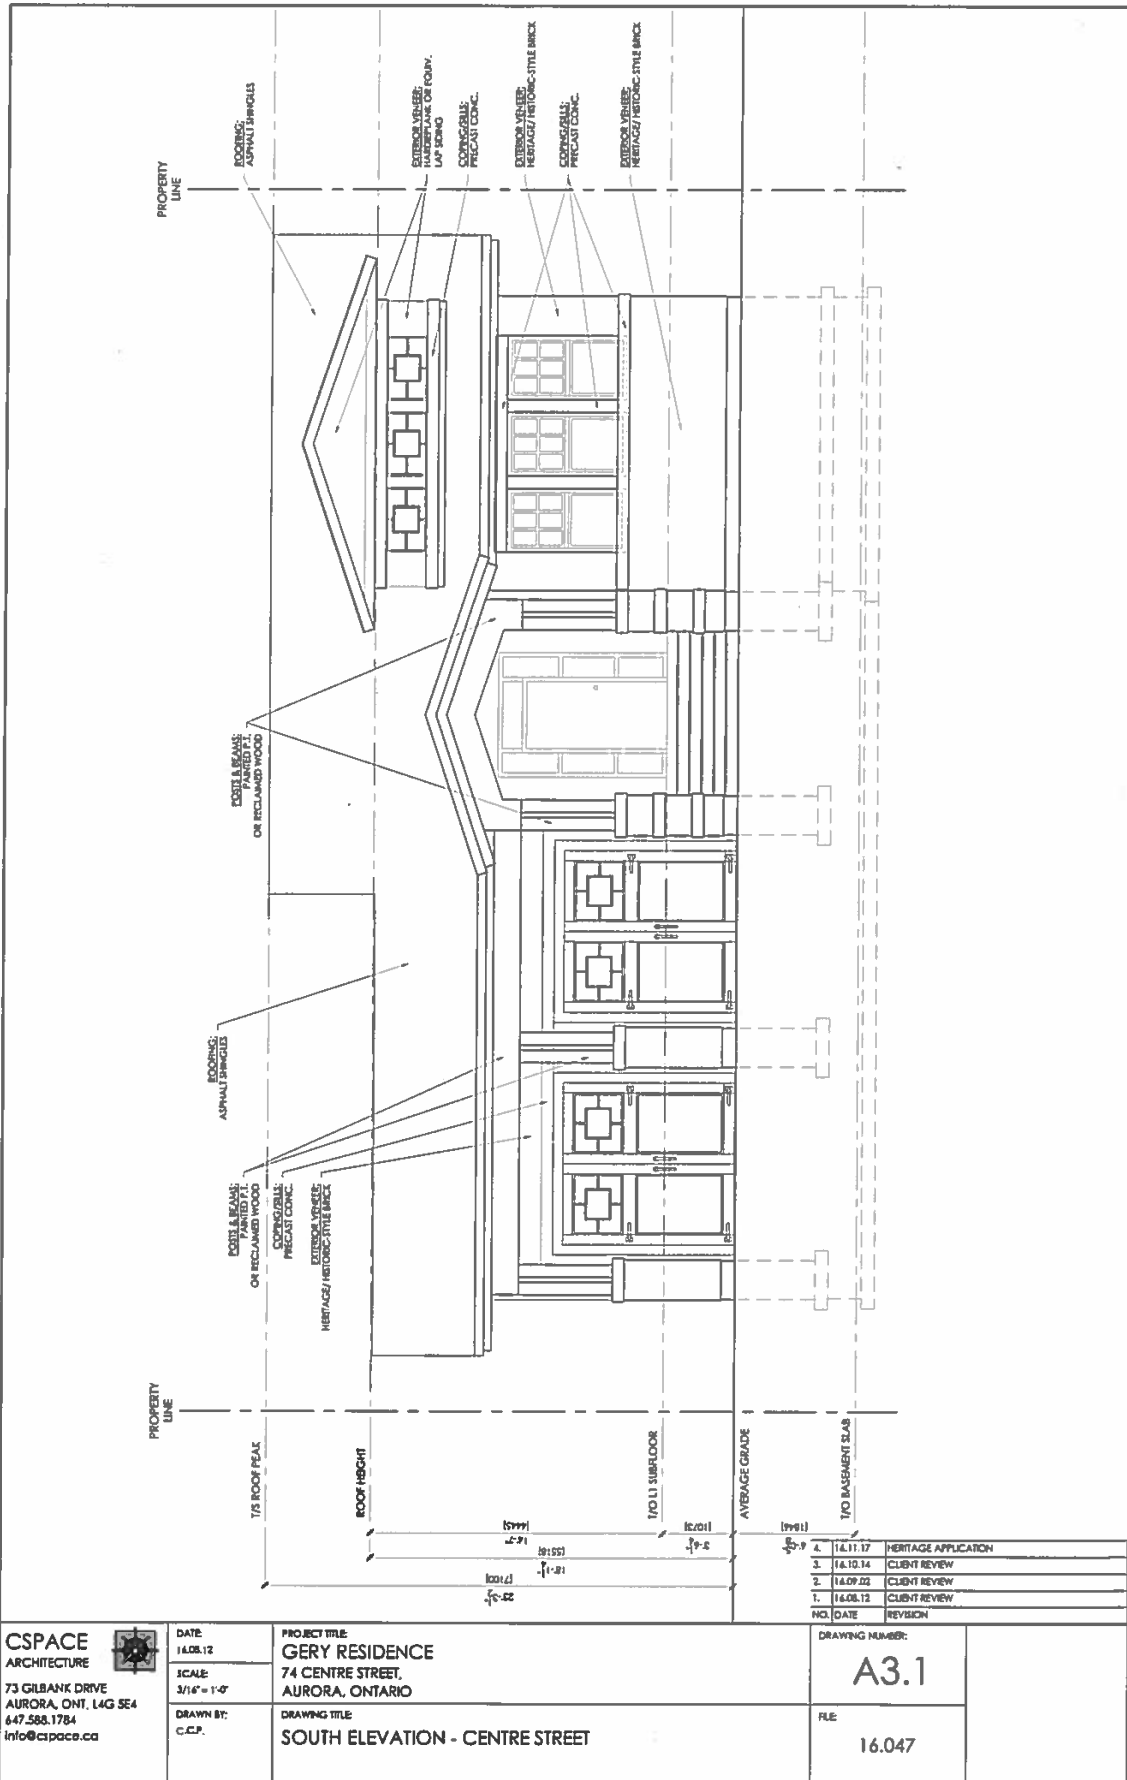 PROPERTY
LINE
ROOFING:
ASPHALT SHINGLES
EXTERIOR VENEER:
HARDIEPLANK OR EQUIV.
LAP SIDING
COPING/SILLS:
PRECAST CONC.
EXTERIOR VENEER:
HERITAGE/ HISTORIC-STYLE BRICK
COPING/SILLS:
PRECAST CONC.
EXTERIOR VENEER:
HERITAGE/ HISTORIC-STYLE BRICK
POSTS & BEAMS:
PAINTED P.T.
OR RECLAIMED WOOD
ROOFING:
ASPHALT SHINGLES
POSTS & BEAMS:
PAINTED P.T.
OR RECLAIMED WOOD
COPING/SILLS:
PRECAST CONC.
EXTERIOR VENEER:
HERITAGE/ HISTORIC-STYLE BRICK
PROPERTY
LINE
T/S ROOF PEAK
ROOF HEIGHT
T/O L1 SUBFLOOR
AVERAGE GRADE
T/O BASEMENT SLAB
14'-7"
[4445]
[1073]
[1846]
[5518]
[7100]
4. 16.11.17 HERITAGE APPLICATION
3. 16.10.14 CLIENT REVIEW
2. 16.09.02 CLIENT REVIEW
1. 16.08.12 CLIENT REVIEW
NO. DATE REVISION
CSPACE
ARCHITECTURE
73 GILBANK DRIVE
AURORA, ONT. L4G 5E4
647.588.1784
info@cspace.ca
DATE:
16.08.12
SCALE:
3/16" = 1'-0"
DRAWN BY:
C.C.P.
PROJECT TITLE:
GERY RESIDENCE
74 CENTRE STREET,
AURORA, ONTARIO
DRAWING TITLE:
SOUTH ELEVATION - CENTRE STREET
DRAWING NUMBER:
A3.1
FILE:
16.047